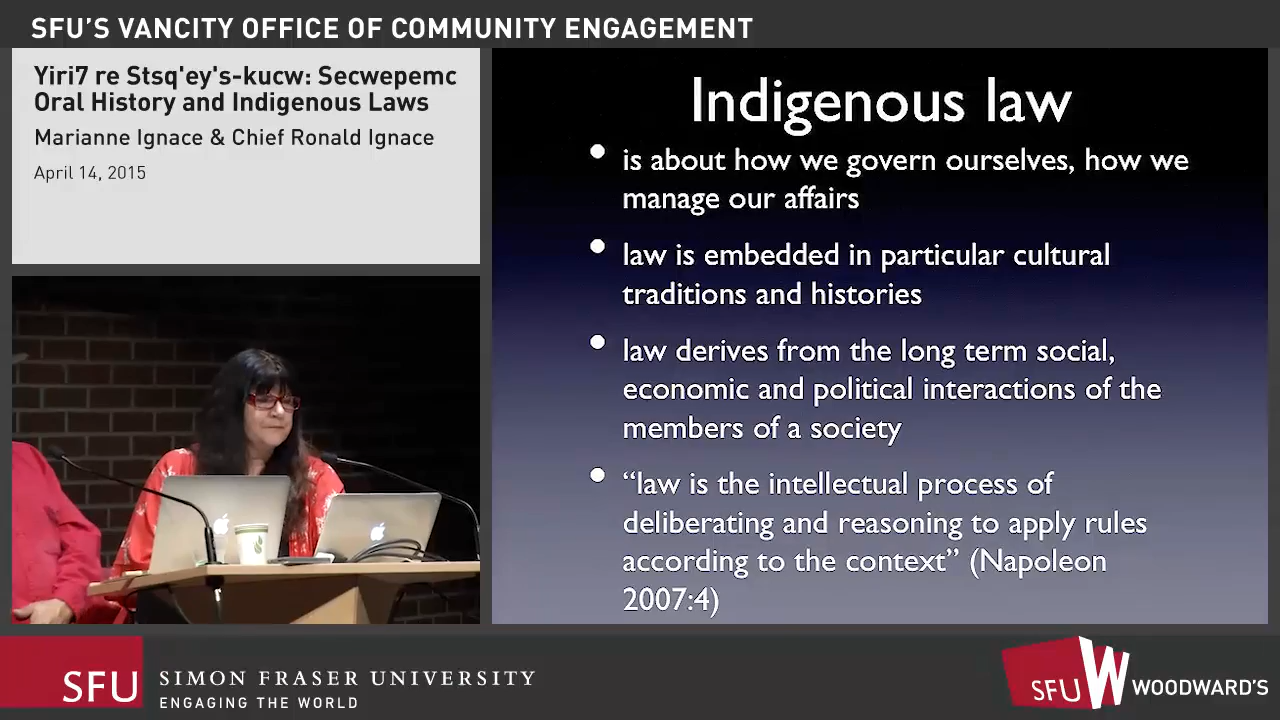 SFU'S VANCITY OFFICE OF COMMUNITY ENGAGEMENT
Yiri7 re Stsq'ey's-kucw: Secwepemc
Oral History and Indigenous Laws
Marianne Ignace & Chief Ronald Ignace
April 14, 2015
Indigenous law
• is about how we govern ourselves, how we
manage our affairs
• law is embedded in particular cultural
traditions and histories
• law derives from the long term social,
economic and political interactions of the
members of a society
• “law is the intellectual process of
deliberating and reasoning to apply rules
according to the context” (Napoleon
2007:4)
SFU
SIMON FRASER UNIVERSITY
ENGAGING THE WORLD
SFU W WOODWARD'S